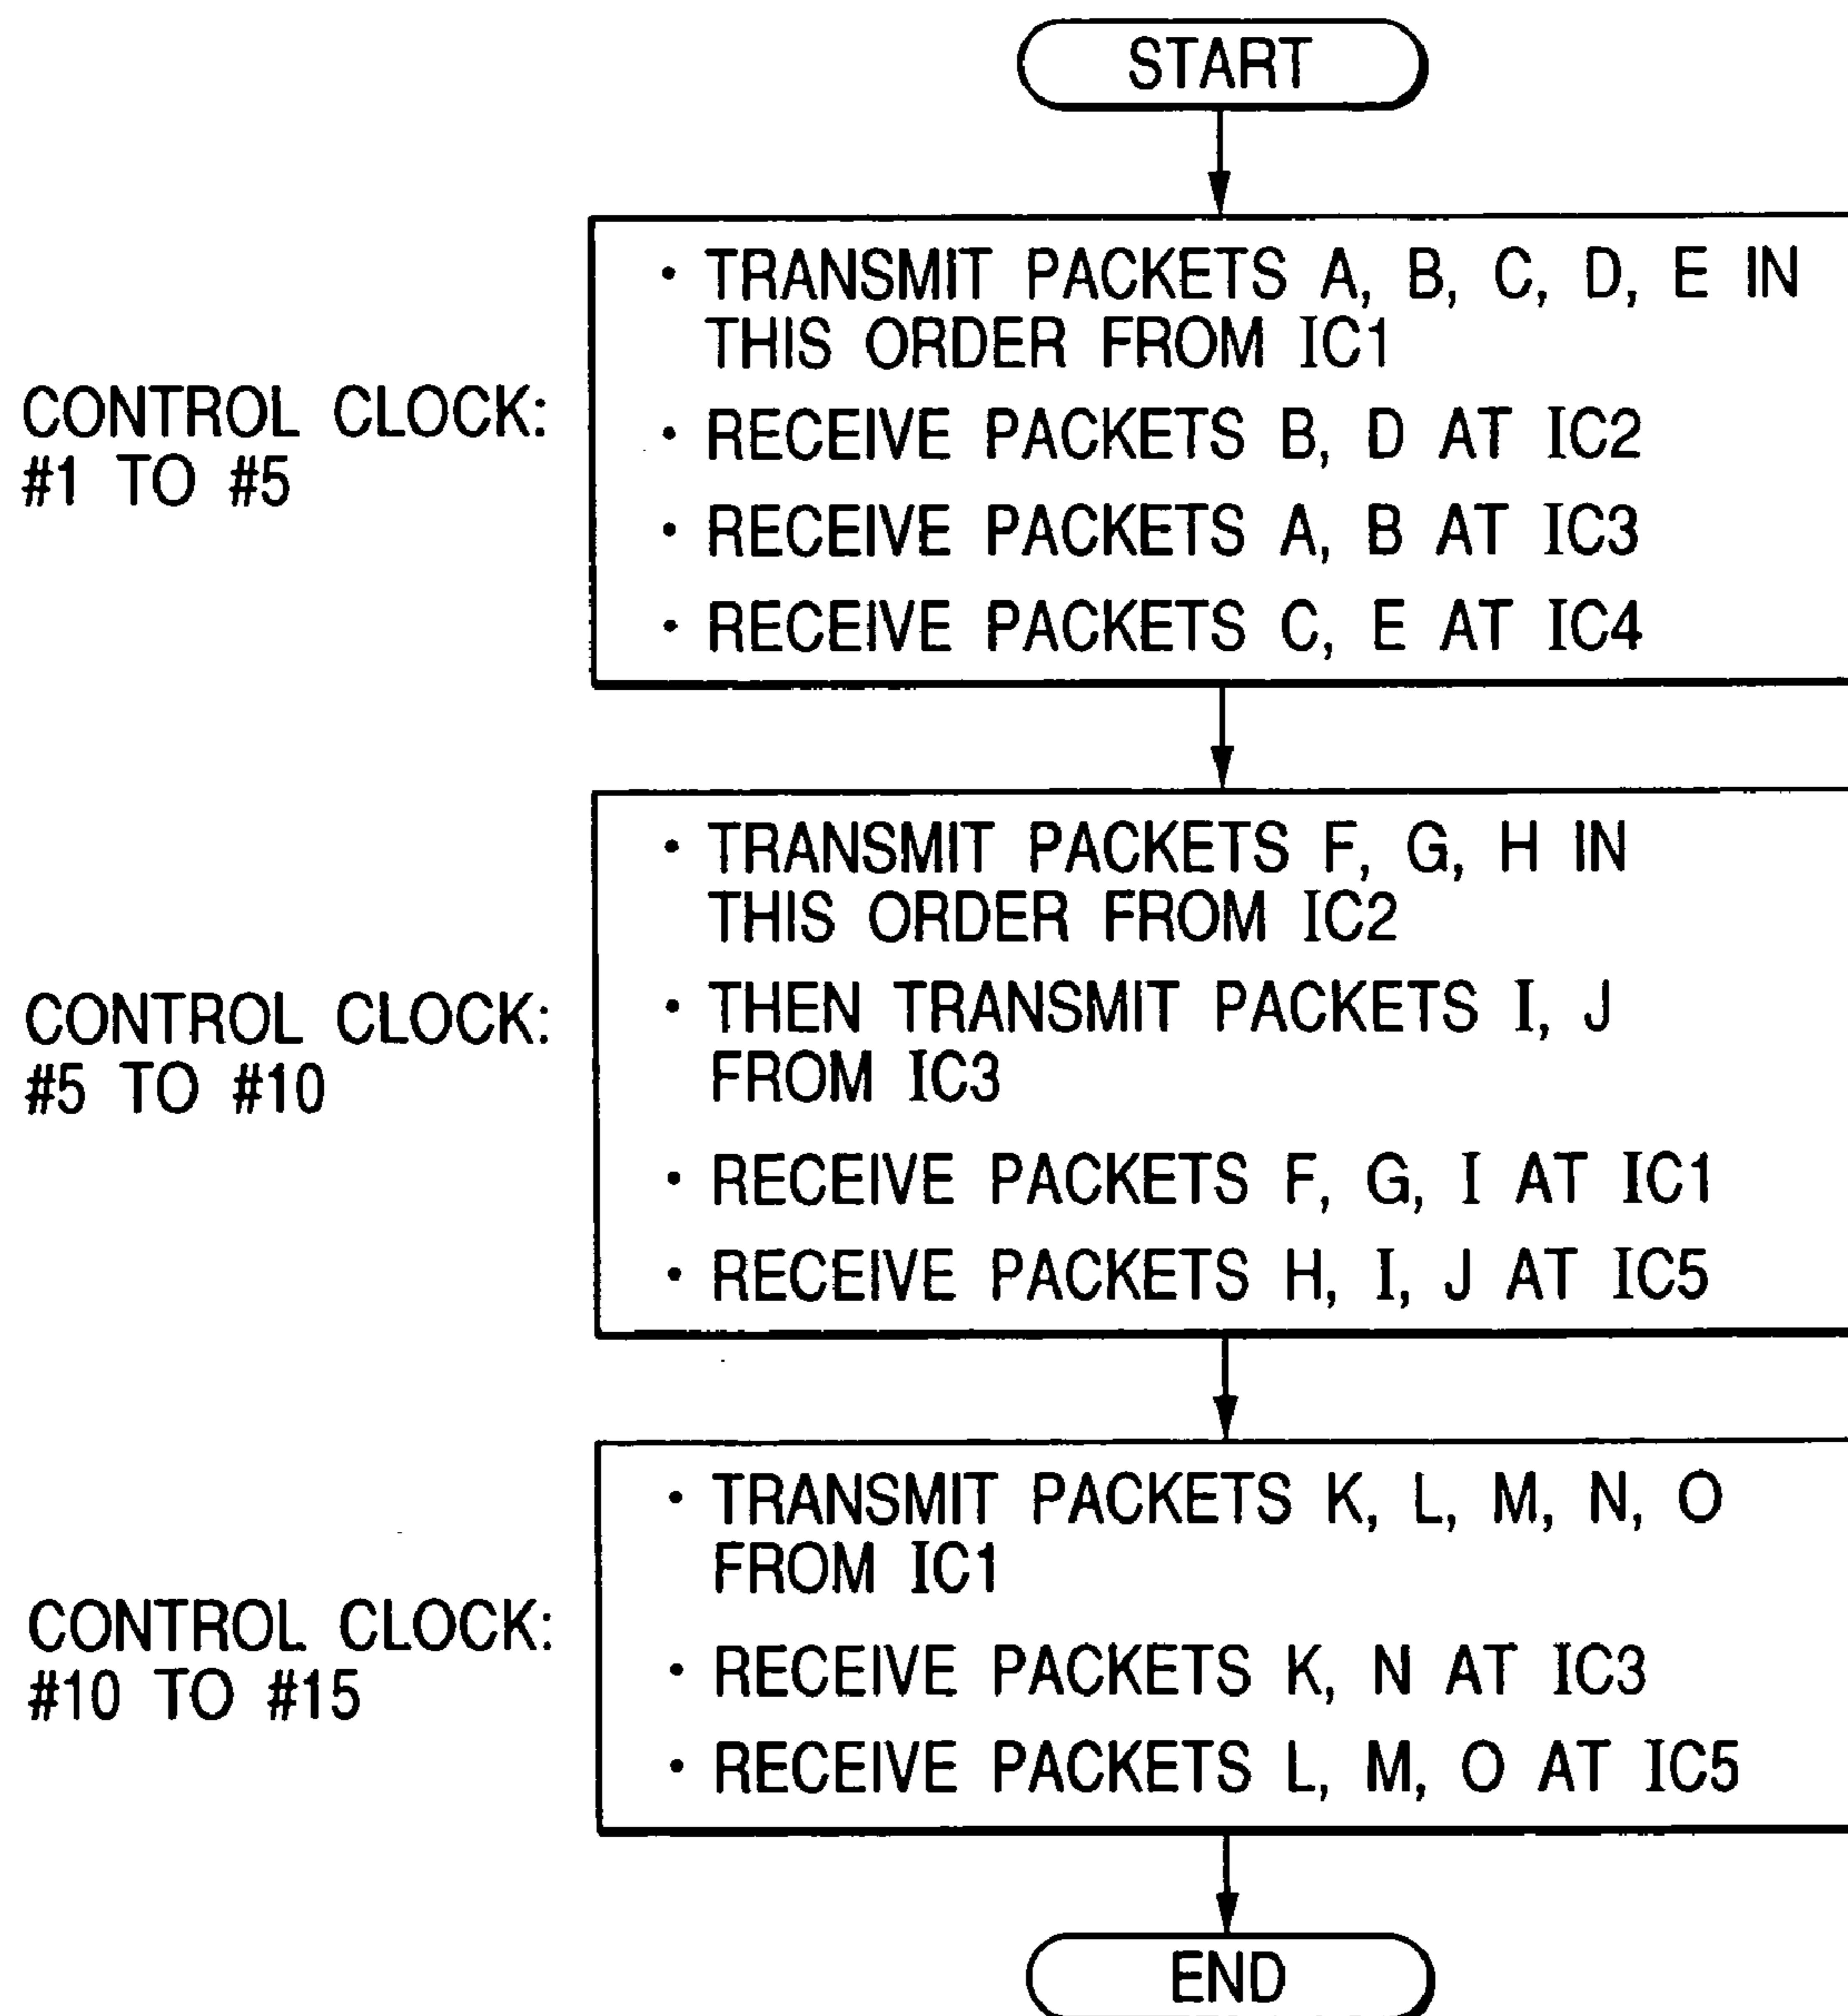 START
CONTROL CLOCK:
#1 TO #5
• TRANSMIT PACKETS A, B, C, D, E IN
THIS ORDER FROM IC1
• RECEIVE PACKETS B, D AT IC2
• RECEIVE PACKETS A, B AT IC3
• RECEIVE PACKETS C, E AT IC4
CONTROL CLOCK:
#5 TO #10
• TRANSMIT PACKETS F, G, H IN
THIS ORDER FROM IC2
• THEN TRANSMIT PACKETS I, J
FROM IC3
• RECEIVE PACKETS F, G, I AT IC1
• RECEIVE PACKETS H, I, J AT IC5
CONTROL CLOCK:
#10 TO #15
• TRANSMIT PACKETS K, L, M, N, O
FROM IC1
• RECEIVE PACKETS K, N AT IC3
• RECEIVE PACKETS L, M, O AT IC5
END